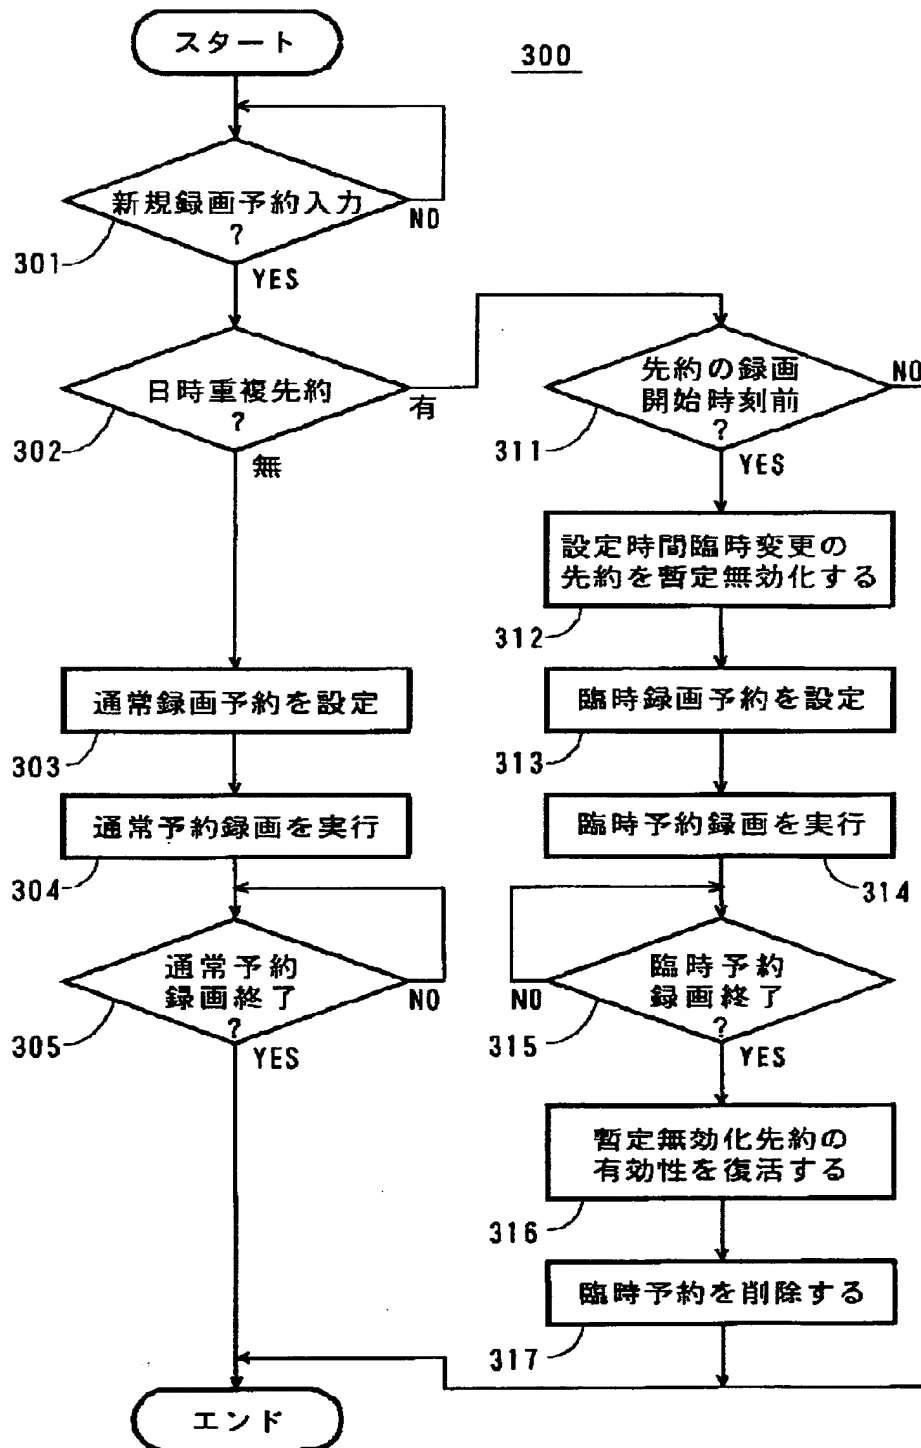 スタート
300
新規録画予約入力
?
NO
301
YES
日時重複先約
?
有
302
無
先約の録画
開始時刻前
?
NO
311
YES
設定時間臨時変更の
先約を暫定無効化する
312
通常録画予約を設定
303
臨時録画予約を設定
313
通常予約録画を実行
304
臨時予約録画を実行
314
通常予約
録画終了
?
NO
305
YES
臨時予約
録画終了
?
NO
315
YES
暫定無効化先約の
有効性を復活する
316
臨時予約を削除する
317
エンド